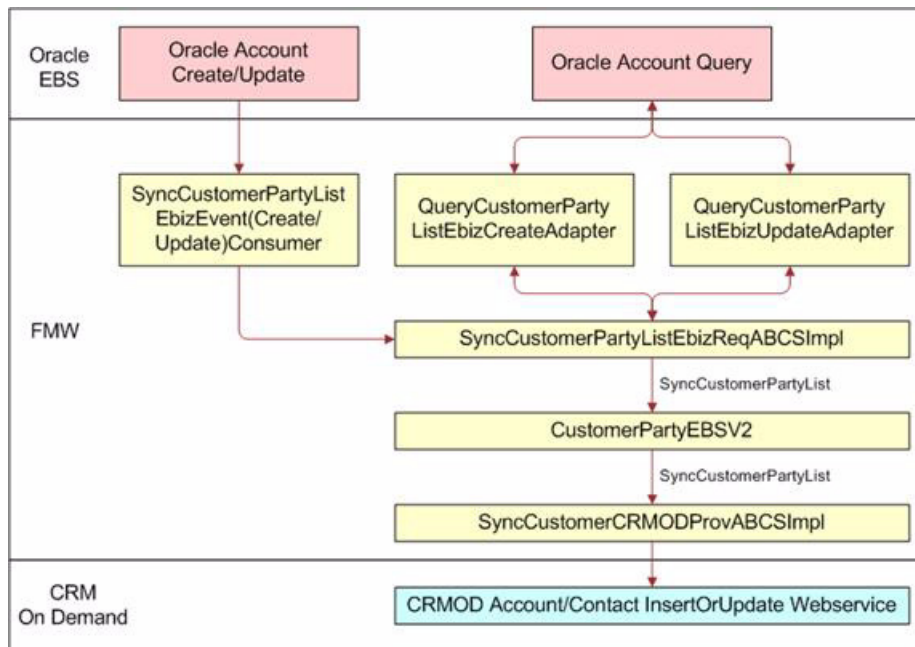 Oracle
EBS
Oracle Account
Create/Update
Oracle Account Query
FMW
SyncCustomerPartyList
EbizEvent(Create/
Update)Consumer
QueryCustomerParty
ListEbizCreateAdapter
QueryCustomerParty
ListEbizUpdateAdapter
SyncCustomerPartyListEbizReqABCSImpl
SyncCustomerPartyList
CustomerPartyEBSV2
SyncCustomerPartyList
SyncCustomerCRMODProvABCSImpl
CRM
On Demand
CRMOD Account/Contact InsertOrUpdate Webservice